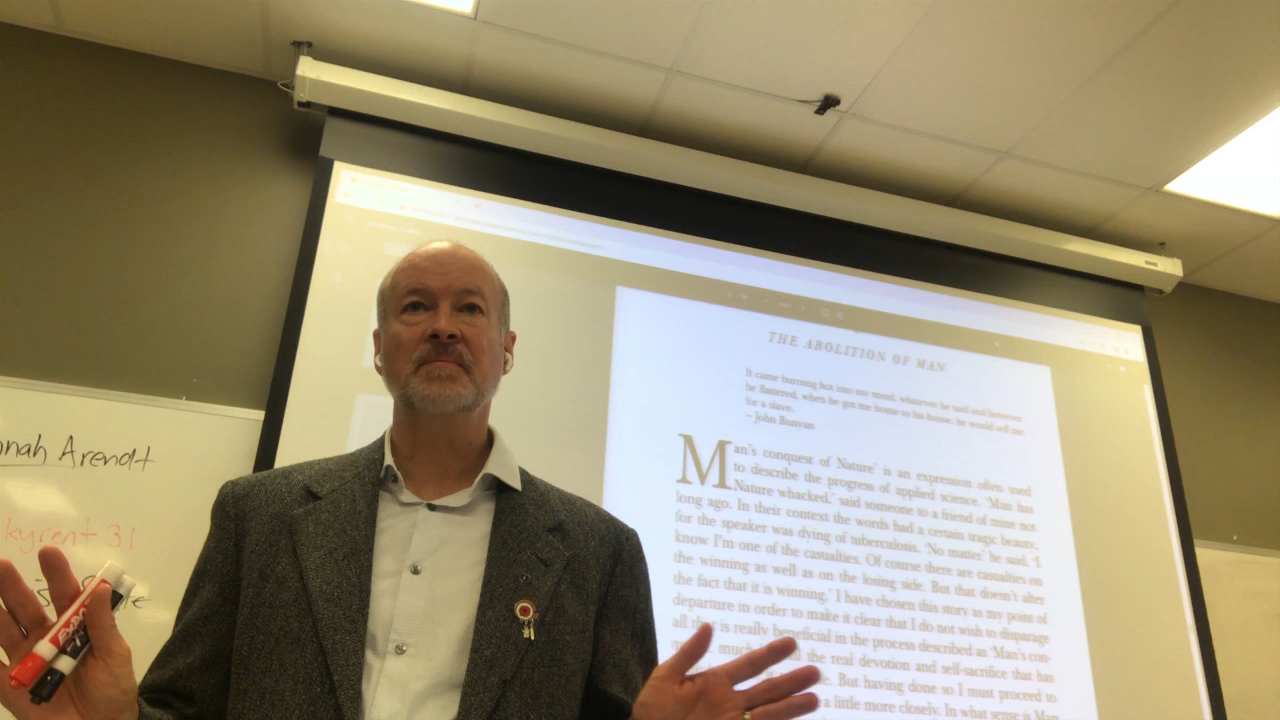 nnah Arendt
kyrent 31
EXPO
THE ABOLITION OF MAN
It came burning hot into my mind, whatever he said and however
he flattered, when he got me home to his house, he would sell me
for a slave.
– John Bunyan
Man's conquest of Nature' is an expression often used
to describe the progress of applied science. 'Man has
Nature whacked,' said someone to a friend of mine not
long ago. In their context the words had a certain tragic beauty,
for the speaker was dying of tuberculosis. 'No matter' he said, 'I
know I'm one of the casualties. Of course there are casualties on
the winning as well as on the losing side. But that doesn't alter
the fact that it is winning.' I have chosen this story as my point of
departure in order to make it clear that I do not wish to disparage
all that is really beneficial in the process described as 'Man's con-
much the real devotion and self-sacrifice that has
But having done so I must proceed to
a little more closely. In what sense is Man